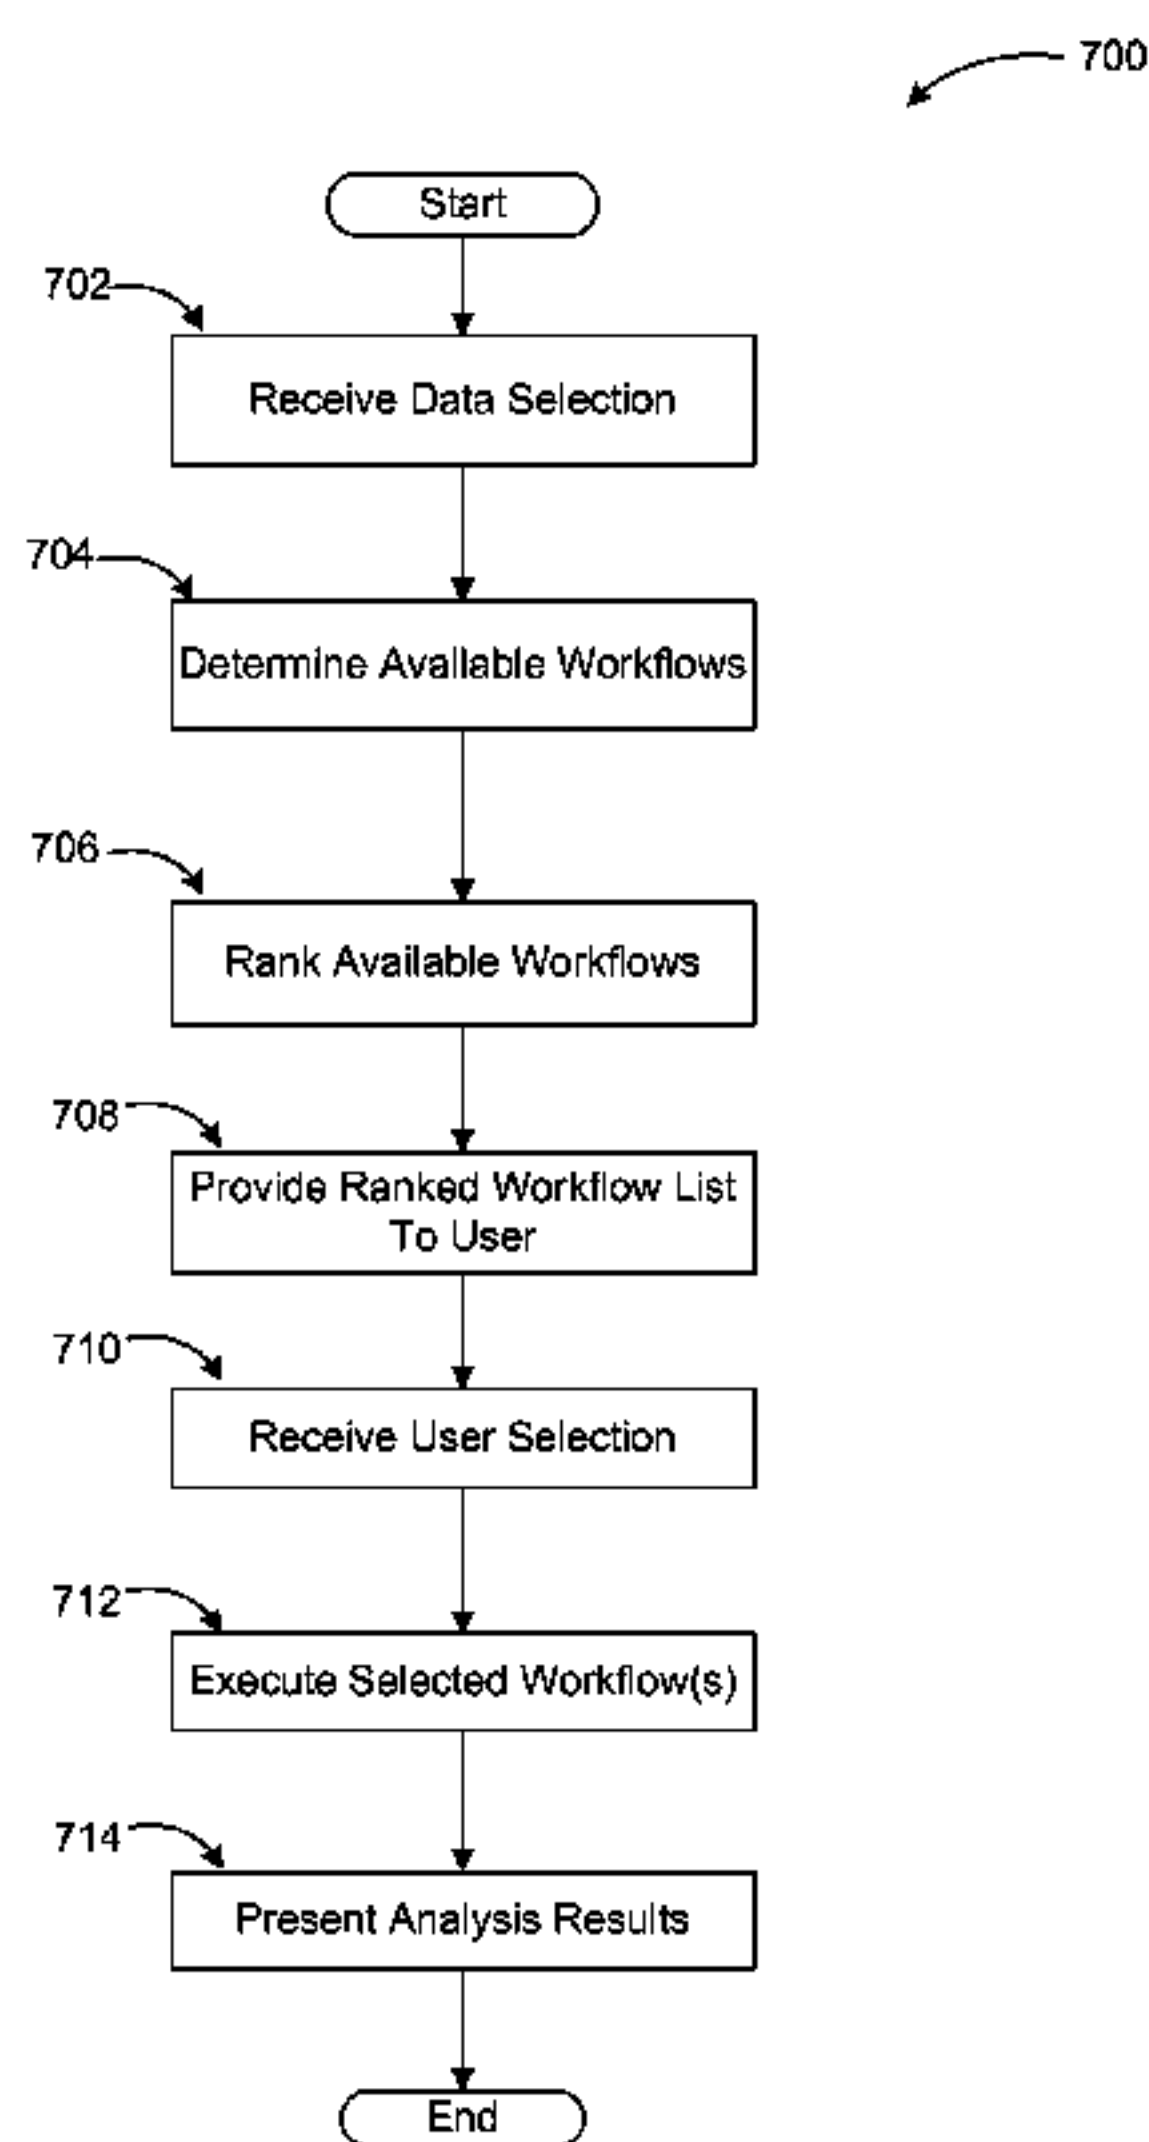 700
Start
702
Receive Data Selection
704
Determine Available Workflows
706
Rank Available Workflows
708
Provide Ranked Workflow List
To User
710
Receive User Selection
712
Execute Selected Workflow(s)
714
Present Analysis Results
End